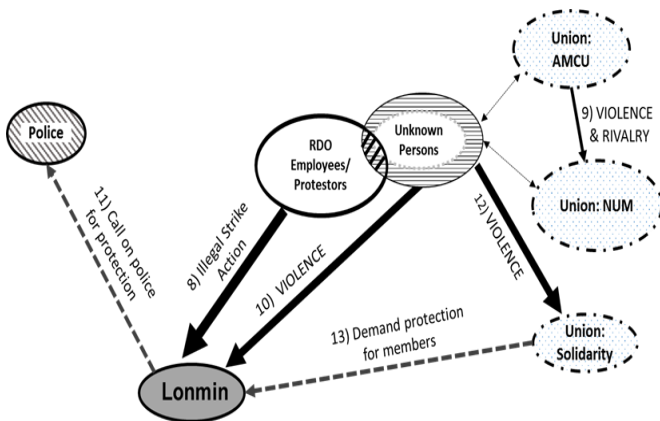 Union:
AMCU
Police
RDO
Employees/
Protestors
Unknown
Persons
9) VIOLENCE
& RIVALRY
Union: NUM
11) Call on police
for protection
8) Illegal Strike
Action
10) VIOLENCE
12) VIOLENCE
13) Demand protection
for members
Union:
Solidarity
Lonmin